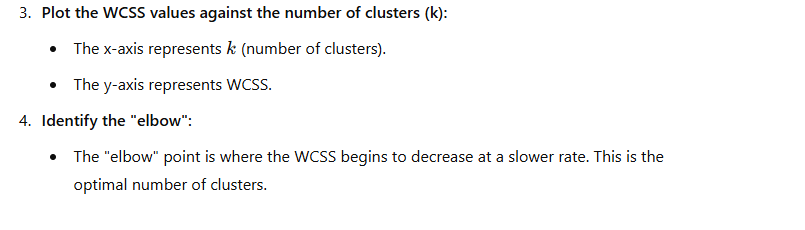 3. Plot the WCSS values against the number of clusters (k):
• The x-axis represents k (number of clusters).
• The y-axis represents WCSS.
4. Identify the "elbow":
• The "elbow" point is where the WCSS begins to decrease at a slower rate. This is the
optimal number of clusters.